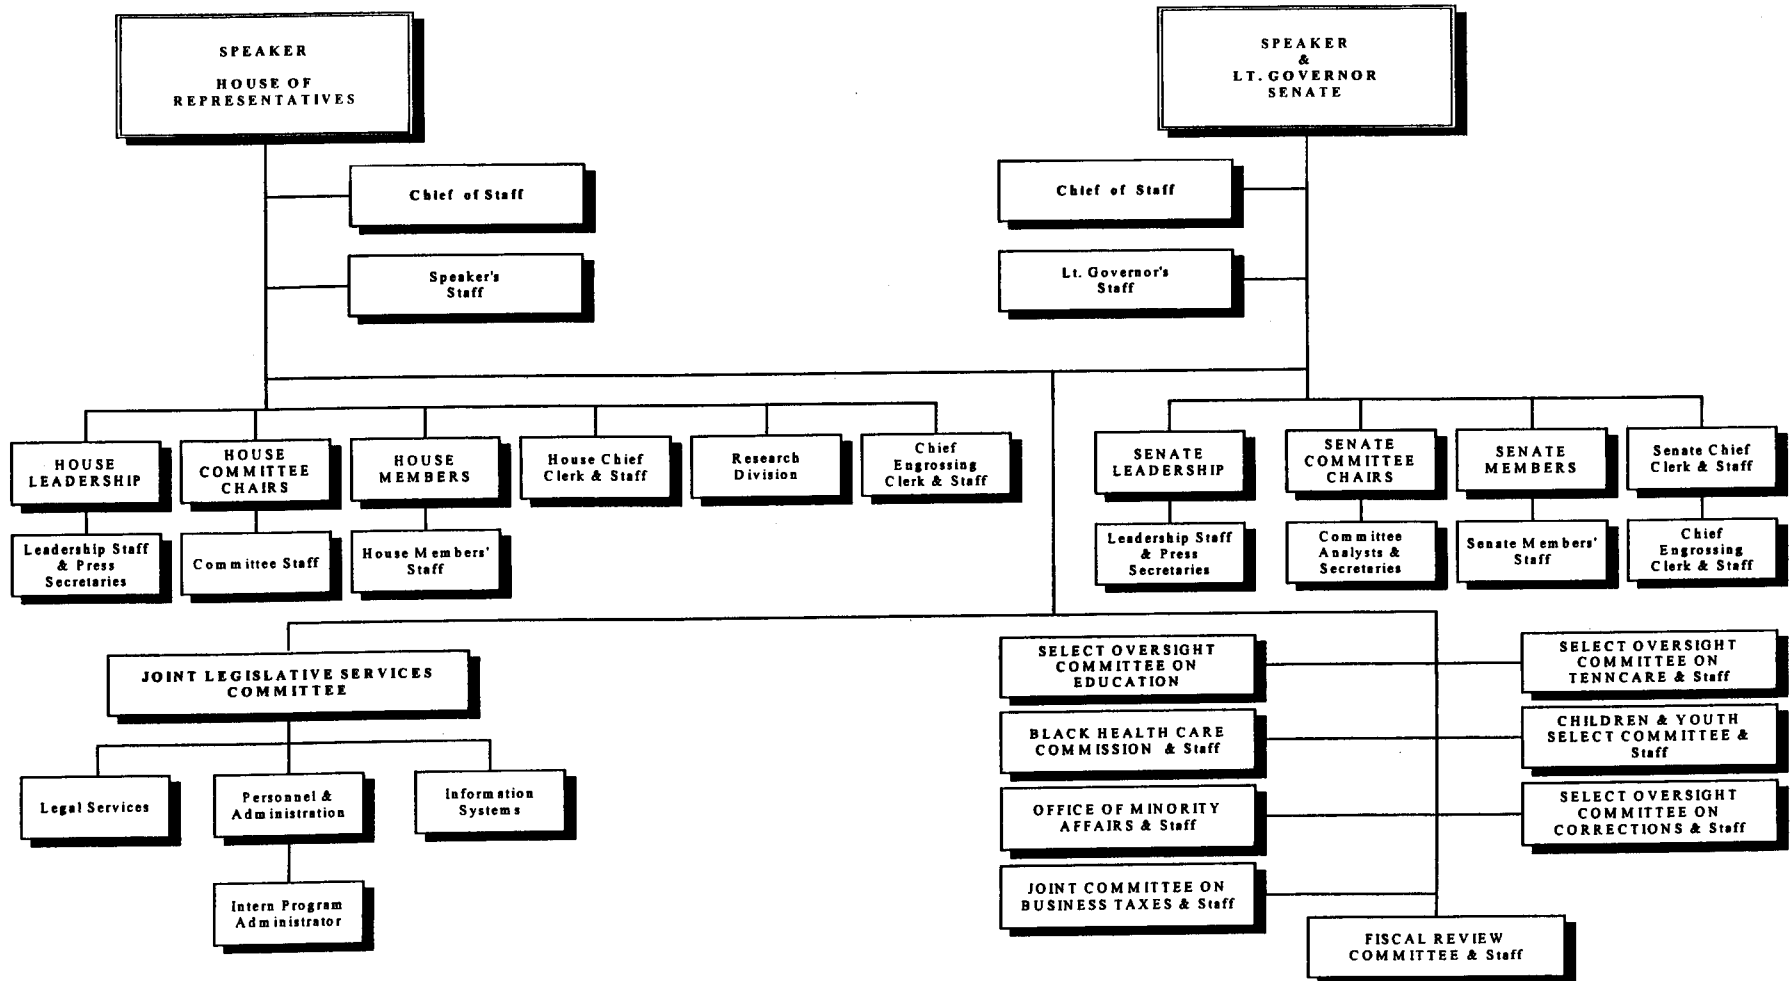 SPEAKER
HOUSE OF
REPRESENTATIVES
SPEAKER
&
LT. GOVERNOR
SENATE
Chief of Staff
Speaker's
Staff
Chief of Staff
Lt. Governor's
Staff
HOUSE
LEADERSHIP
HOUSE
COMMITTEE
CHAIRS
HOUSE
MEMBERS
House Chief
Clerk & Staff
Research
Division
Chief
Engrossing
Clerk & Staff
SENATE
LEADERSHIP
SENATE
COMMITTEE
CHAIRS
SENATE
MEMBERS
Senate Chief
Clerk & Staff
Leadership Staff
& Press
Secretaries
Committee Staff
House Members'
Staff
Leadership Staff
& Press
Secretaries
Committee
Analysts &
Secretaries
Senate Members'
Staff
Chief
Engrossing
Clerk & Staff
JOINT LEGISLATIVE SERVICES
COMMITTEE
Legal Services
Personnel &
Administration
Information
Systems
Intern Program
Administrator
SELECT OVERSIGHT
COMMITTEE ON
EDUCATION
SELECT OVERSIGHT
COMMITTEE ON
TENNCARE & Staff
BLACK HEALTH CARE
COMMISSION & Staff
CHILDREN & YOUTH
SELECT COMMITTEE &
Staff
OFFICE OF MINORITY
AFFAIRS & Staff
SELECT OVERSIGHT
COMMITTEE ON
CORRECTIONS & Staff
JOINT COMMITTEE ON
BUSINESS TAXES & Staff
FISCAL REVIEW
COMMITTEE & Staff